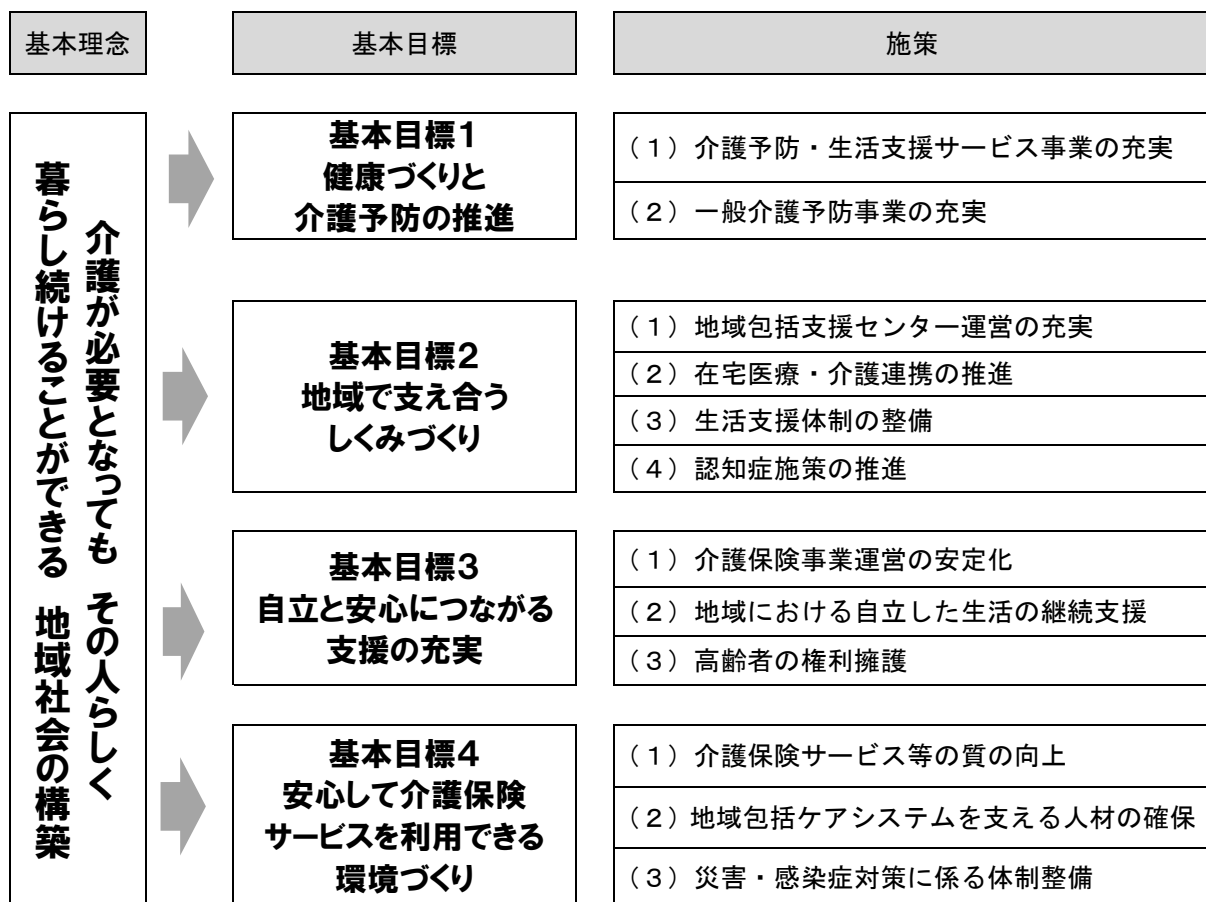 基本理念
基本目標
施策
介護が必要となっても その人らしく
暮らし続けることができる 地域社会の構築
基本目標1
健康づくりと
介護予防の推進
(1)介護予防・生活支援サービス事業の充実
(2)一般介護予防事業の充実
基本目標2
地域で支え合う
しくみづくり
(1)地域包括支援センター運営の充実
(2)在宅医療・介護連携の推進
(3)生活支援体制の整備
(4)認知症施策の推進
基本目標3
自立と安心につながる
支援の充実
(1)介護保険事業運営の安定化
(2)地域における自立した生活の継続支援
(3)高齢者の権利擁護
基本目標4
安心して介護保険
サービスを利用できる
環境づくり
(1)介護保険サービス等の質の向上
(2)地域包括ケアシステムを支える人材の確保
(3)災害・感染症対策に係る体制整備